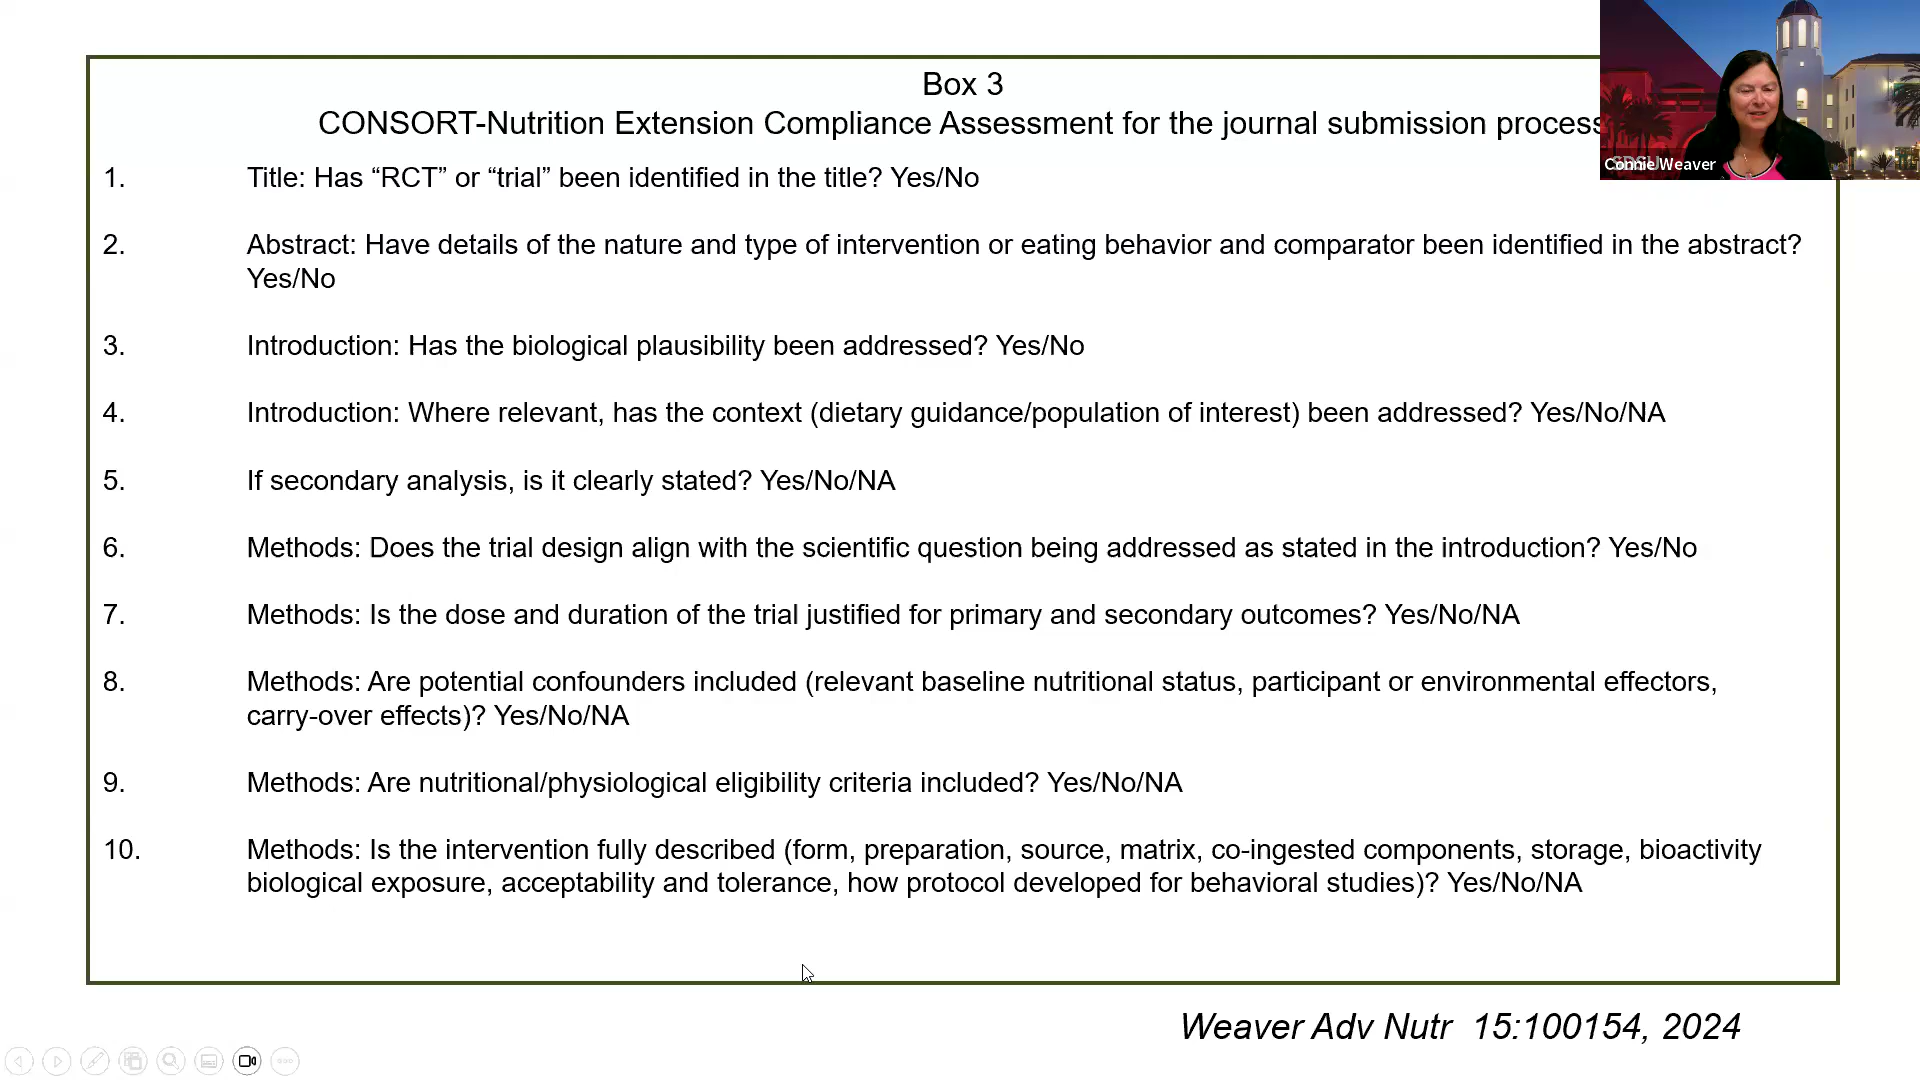 Box 3
CONSORT-Nutrition Extension Compliance Assessment for the journal submission process
1. Title: Has “RCT” or “trial” been identified in the title? Yes/No
2. Abstract: Have details of the nature and type of intervention or eating behavior and comparator been identified in the abstract?
Yes/No
3. Introduction: Has the biological plausibility been addressed? Yes/No
4. Introduction: Where relevant, has the context (dietary guidance/population of interest) been addressed? Yes/No/NA
5. If secondary analysis, is it clearly stated? Yes/No/NA
6. Methods: Does the trial design align with the scientific question being addressed as stated in the introduction? Yes/No
7. Methods: Is the dose and duration of the trial justified for primary and secondary outcomes? Yes/No/NA
8. Methods: Are potential confounders included (relevant baseline nutritional status, participant or environmental effectors,
carry-over effects)? Yes/No/NA
9. Methods: Are nutritional/physiological eligibility criteria included? Yes/No/NA
10. Methods: Is the intervention fully described (form, preparation, source, matrix, co-ingested components, storage, bioactivity
biological exposure, acceptability and tolerance, how protocol developed for behavioral studies)? Yes/No/NA
Weaver Adv Nutr 15:100154, 2024
Connie Weaver